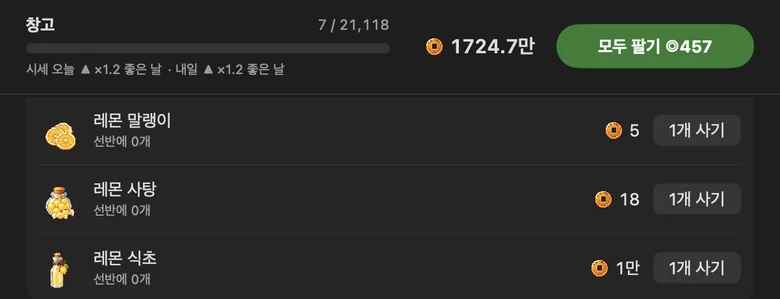 창고
7 / 21,118
시세 오늘 ▲ ×1.2 좋은 날 · 내일 ▲ ×1.2 좋은 날
1724.7만
모두 팔기 ◎457
레몬 말랭이
선반에 0개
5
1개 사기
레몬 사탕
선반에 0개
18
1개 사기
레몬 식초
선반에 0개
1만
1개 사기